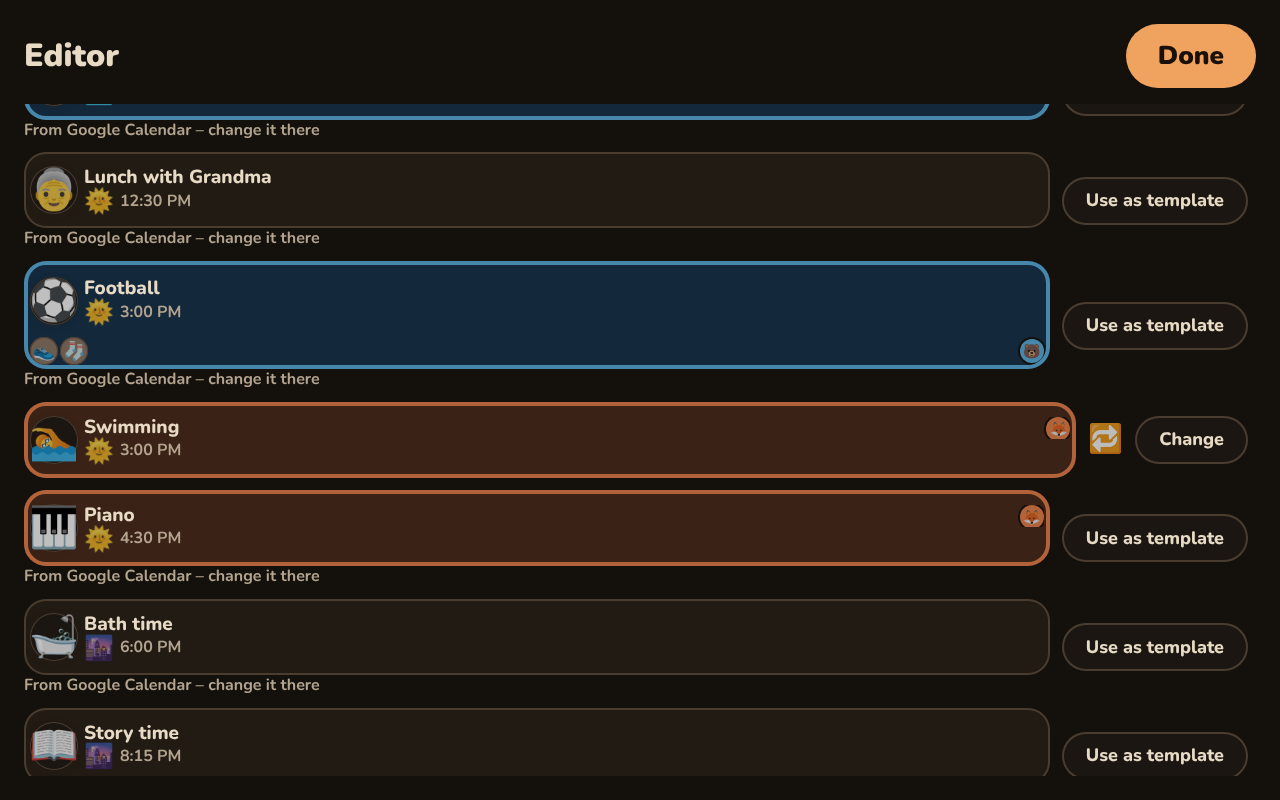 Editor
Done
From Google Calendar – change it there
Lunch with Grandma
12:30 PM
Use as template
From Google Calendar – change it there
Football
3:00 PM
Use as template
From Google Calendar – change it there
Swimming
3:00 PM
Change
Piano
4:30 PM
Use as template
From Google Calendar – change it there
Bath time
6:00 PM
Use as template
From Google Calendar – change it there
Story time
8:15 PM
Use as template